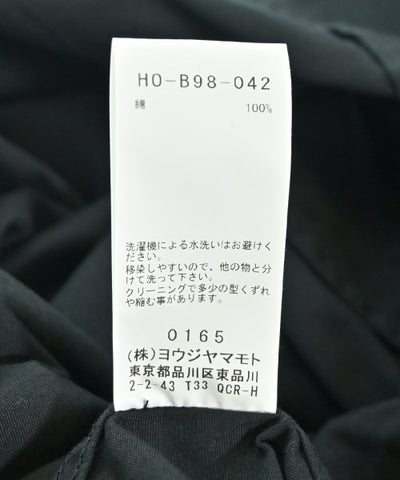 HO-B98-042
綿 100%
洗濯機による水洗いはお避けく
ださい。
移染しやすいので、他の物と分
けて洗って下さい。
クリーニングで多少の型くずれ
や縮む事があります。
0165
(株)ヨウジヤマモト
東京都品川区東品川
2-2-43 T33 QCR-H